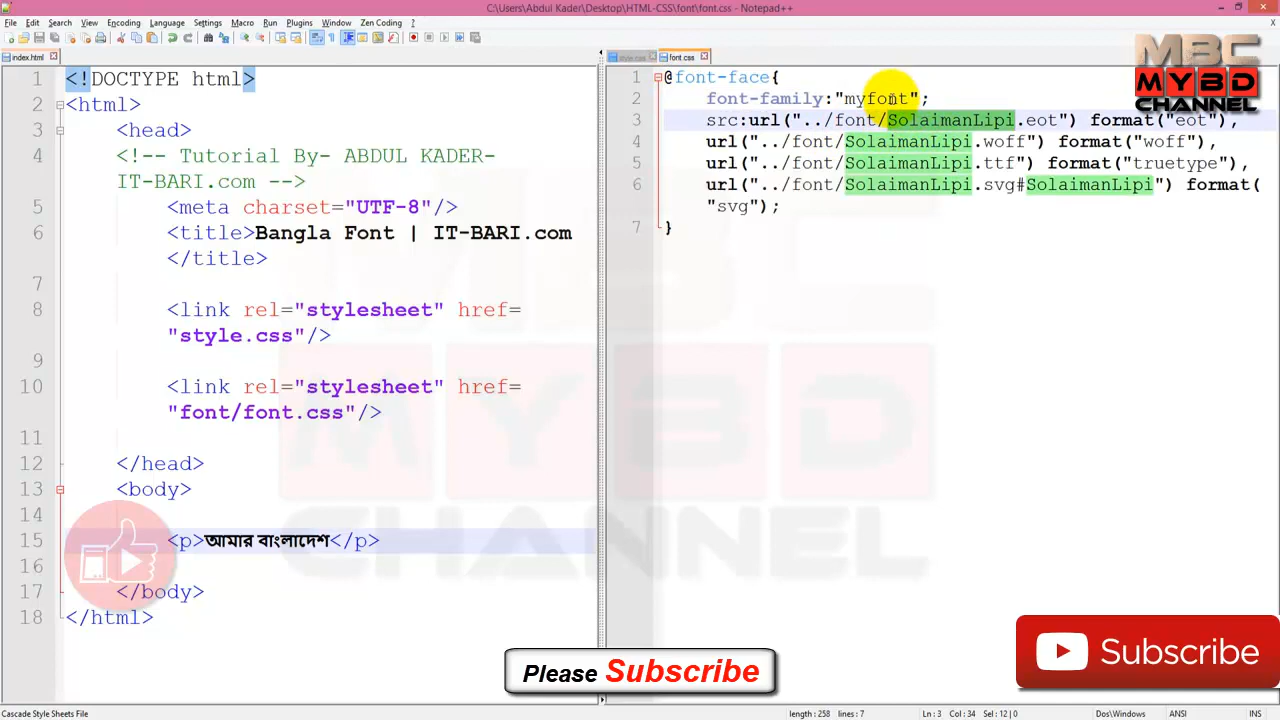 C:\Users\Abdul Kader\Desktop\HTML-CSS\font\font.css - Notepad++
File Edit Search View Encoding Language Settings Macro Run Plugins Window Zen Coding ?
index.html
1 <!DOCTYPE html>
2 <html>
3 <head>
4 <!-- Tutorial By- ABDUL KADER-
IT-BARI.com -->
5 <meta charset="UTF-8"/>
6 <title>Bangla Font | IT-BARI.com
</title>
7
8 <link rel="stylesheet" href=
"style.css"/>
9
10 <link rel="stylesheet" href=
"font/font.css"/>
11
12 </head>
13 <body>
14
15 <p>আমার বাংলাদেশ</p>
16
17 </body>
18 </html>
style.css font.css
1 @font-face{
2 font-family:"myfont";
3 src:url("../font/SolaimanLipi.eot") format("eot"),
4 url("../font/SolaimanLipi.woff") format("woff"),
5 url("../font/SolaimanLipi.ttf") format("truetype"),
6 url("../font/SolaimanLipi.svg#SolaimanLipi") format(
"svg");
7 }
MBC
MYBD
CHANNEL
MBC
MYBD
CHANNEL
Please Subscribe
Subscribe
Cascade Style Sheets File length : 258 lines : 7 Ln : 3 Col : 34 Sel : 12 | 0 Dos\Windows ANSI INS